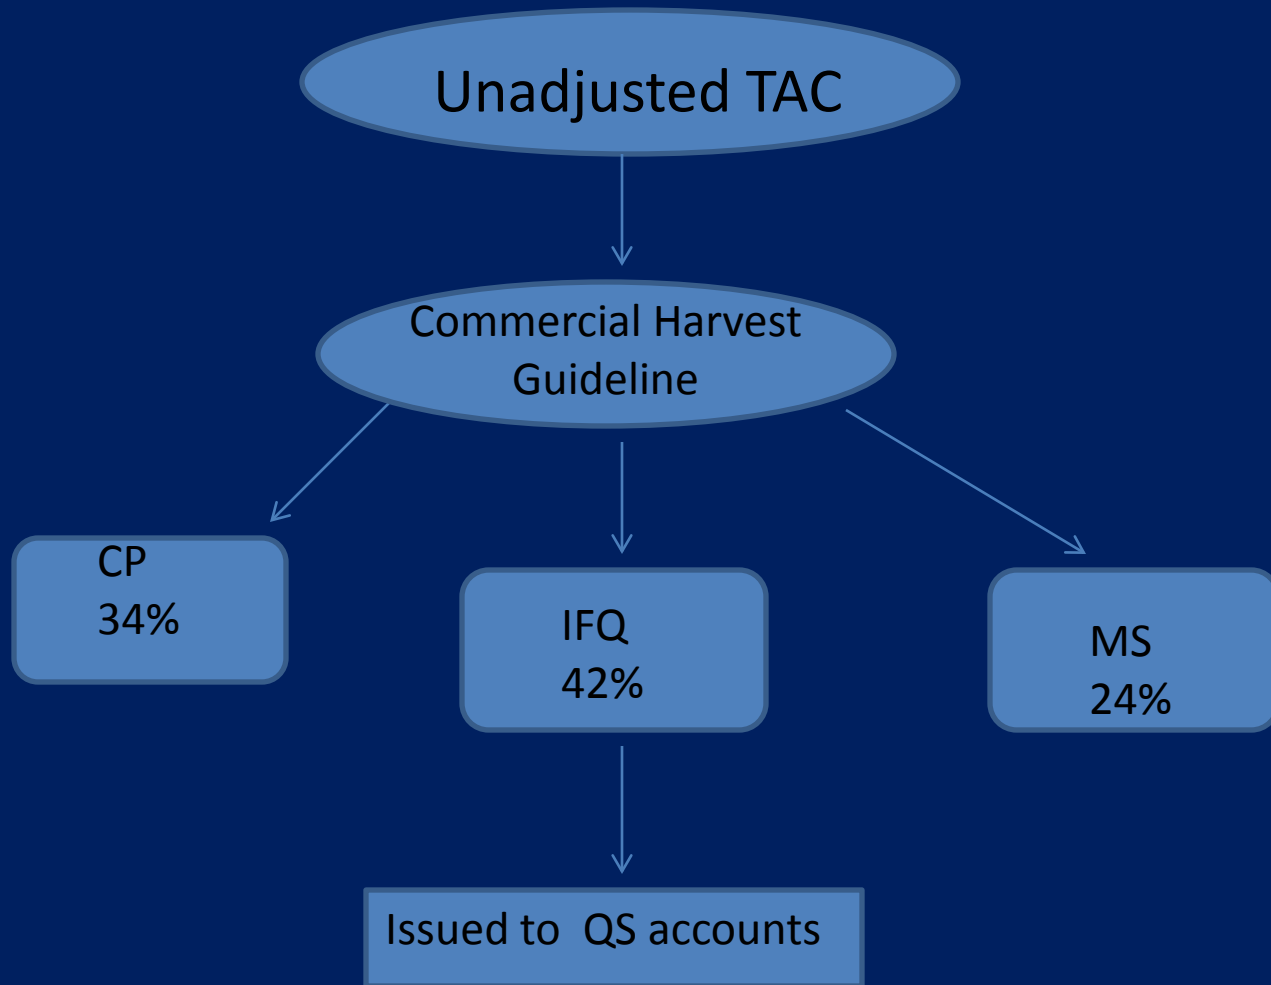 Unadjusted TAC
Commercial Harvest
Guideline
CP
34%
IFQ
42%
MS
24%
Issued to  QS accounts